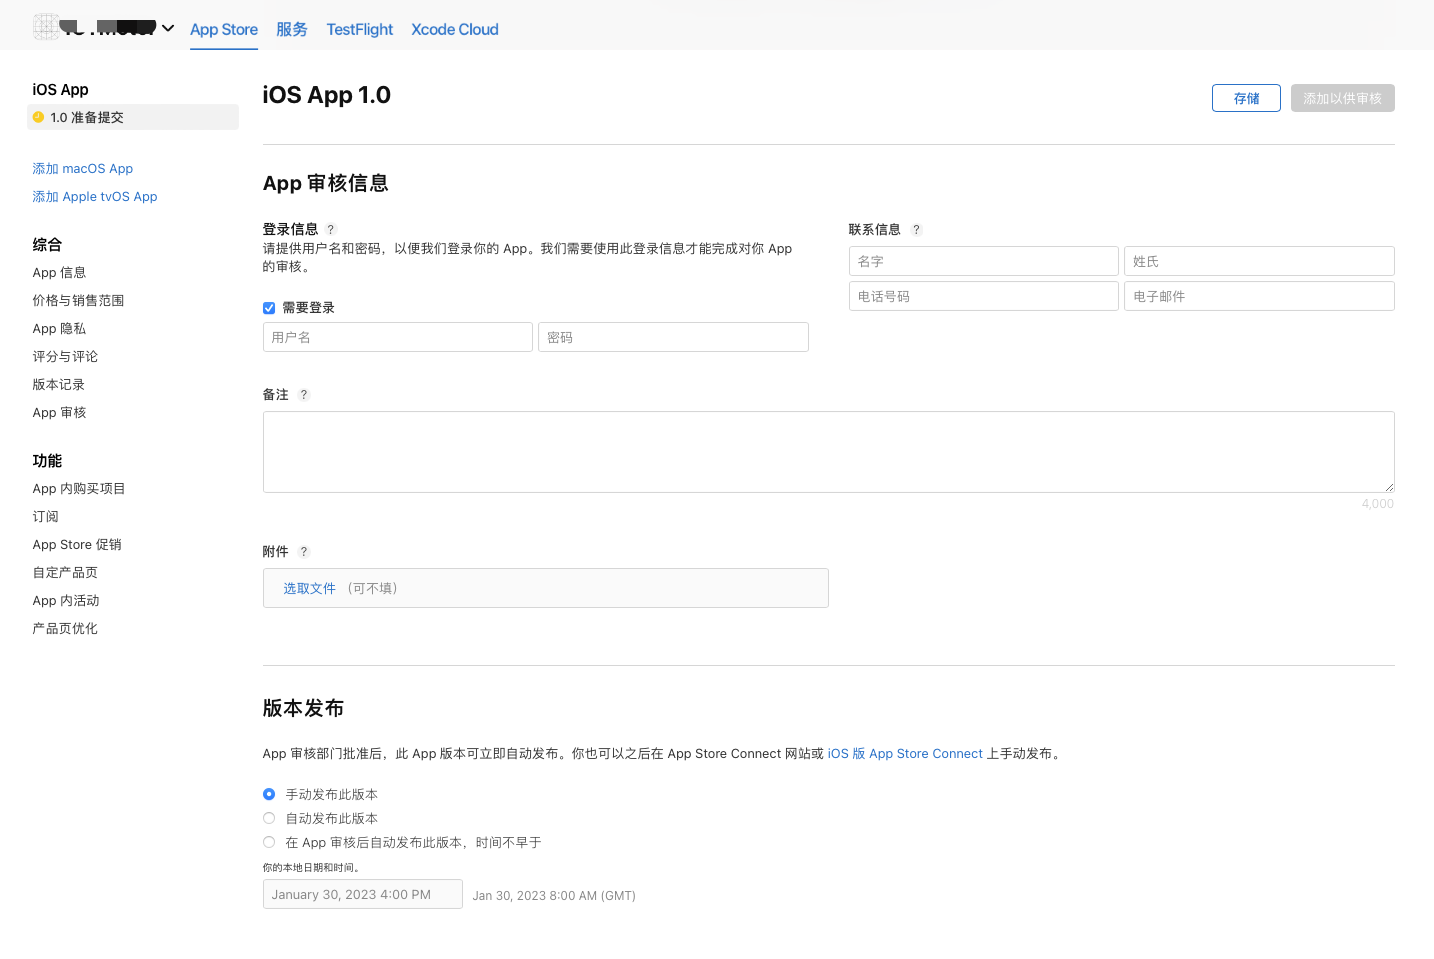 App Store
服务
TestFlight
Xcode Cloud
iOS App
1.0 准备提交
添加 macOS App
添加 Apple tvOS App
综合
App 信息
价格与销售范围
App 隐私
评分与评论
版本记录
App 审核
功能
App 内购买项目
订阅
App Store 促销
自定产品页
App 内活动
产品页优化
iOS App 1.0
存储
添加以供审核
App 审核信息
登录信息 ?
请提供用户名和密码，以便我们登录你的 App。我们需要使用此登录信息才能完成对你 App
的审核。
需要登录
用户名
密码
联系信息 ?
名字
姓氏
电话号码
电子邮件
备注 ?
4,000
附件 ?
选取文件 （可不填）
版本发布
App 审核部门批准后，此 App 版本可立即自动发布。你也可以之后在 App Store Connect 网站或 iOS 版 App Store Connect 上手动发布。
手动发布此版本
自动发布此版本
在 App 审核后自动发布此版本，时间不早于
你的本地日期和时间。
January 30, 2023 4:00 PM
Jan 30, 2023 8:00 AM (GMT)